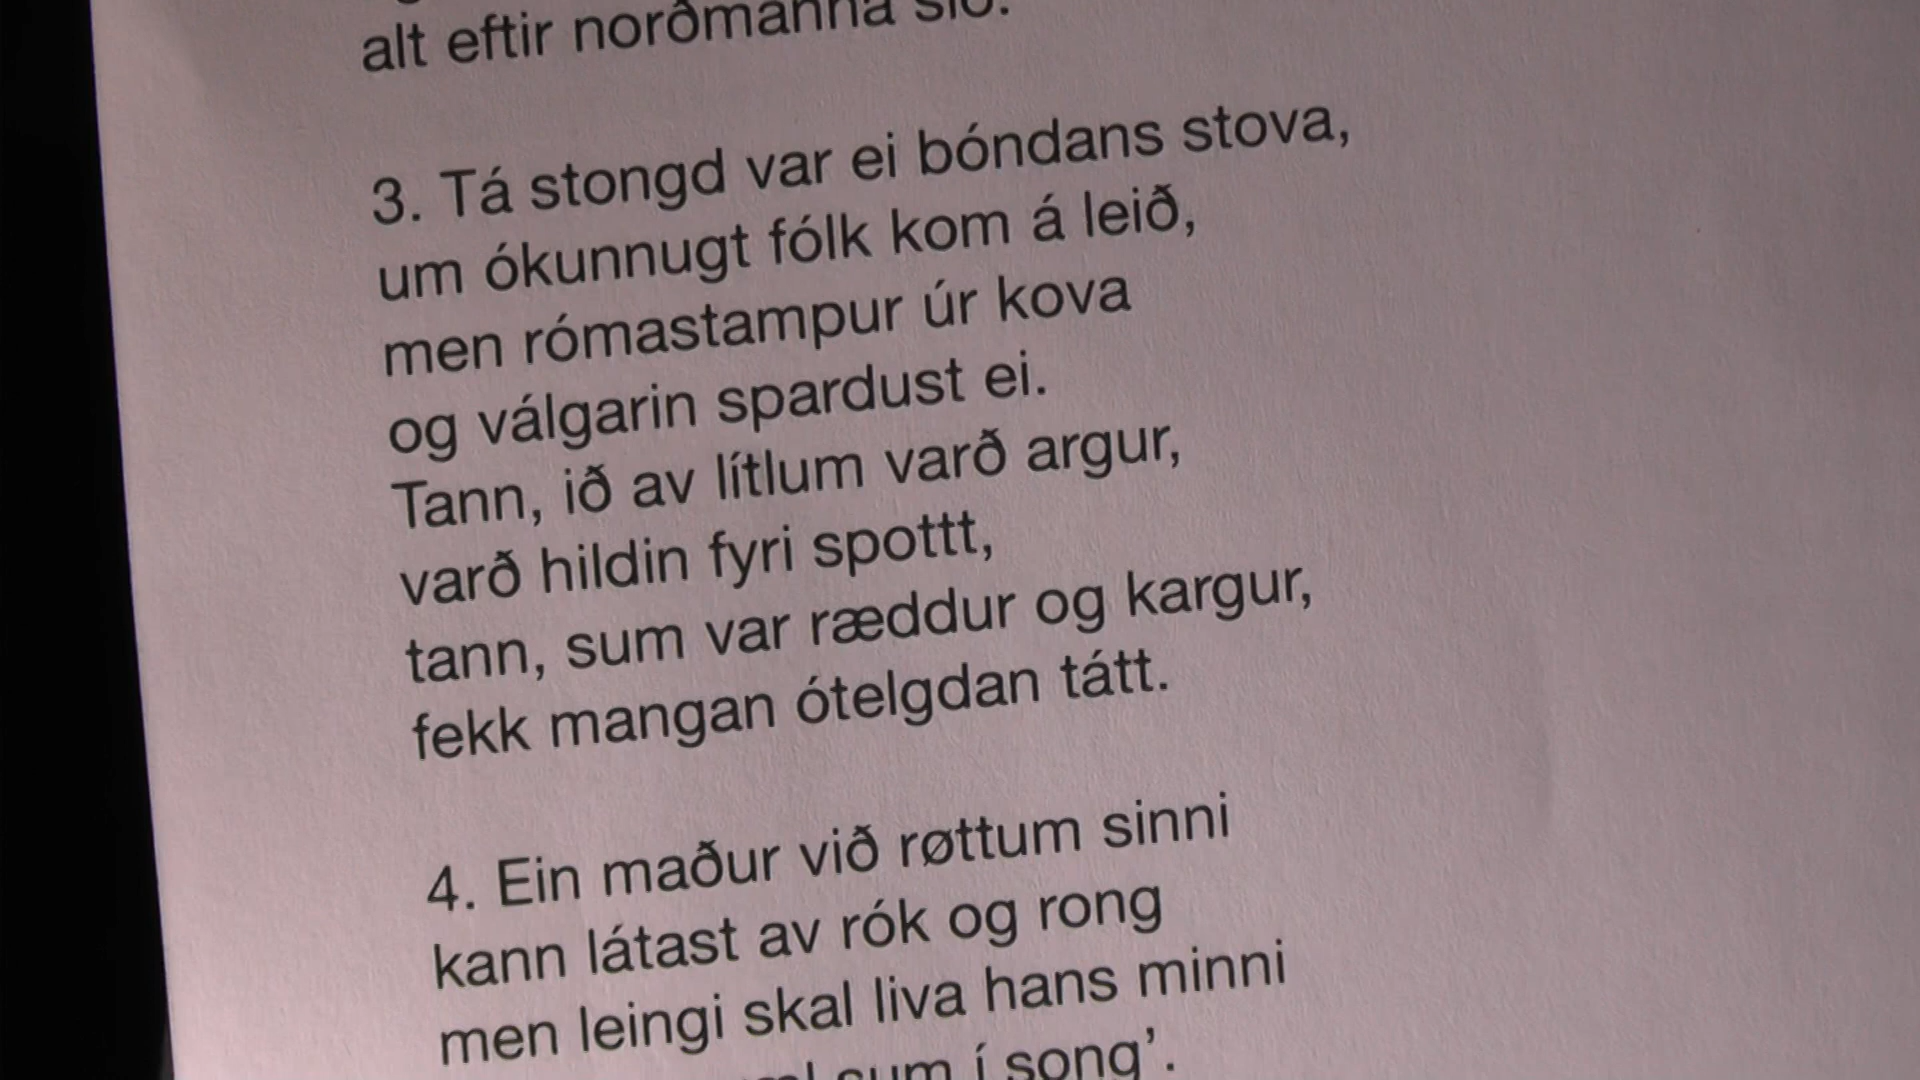 alt eftir norðmanna sið.
3. Tá stongd var ei bóndans stova,
um ókunnugt fólk kom á leið,
men rómastampur úr kova
og válgarin spardust ei.
Tann, ið av lítlum varð argur,
varð hildin fyri spottt,
tann, sum var ræddur og kargur,
fekk mangan ótelgdan tátt.
4. Ein maður við røttum sinni
kann látast av rók og rong
men leingi skal liva hans minni
sum í song’.